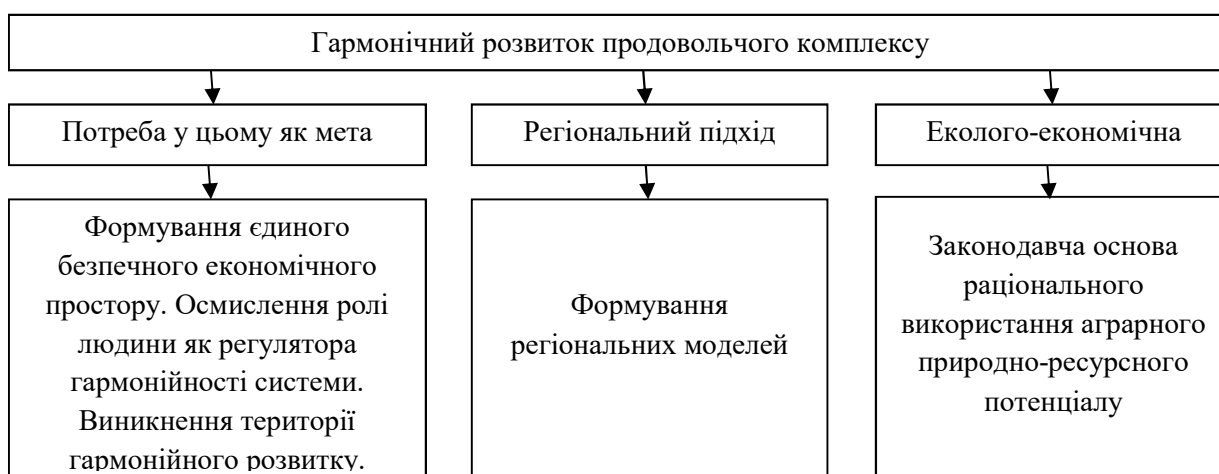 Гармонічний розвиток продовольчого комплексу
Потреба у цьому як мета
Регіональний підхід
Еколого-економічна
Формування єдиного
безпечного економічного
простору. Осмислення ролі
людини як регулятора
гармонійності системи.
Виникнення території
гармонійного розвитку.
Формування
регіональних моделей
Законодавча основа
раціонального
використання аграрного
природно-ресурсного
потенціалу